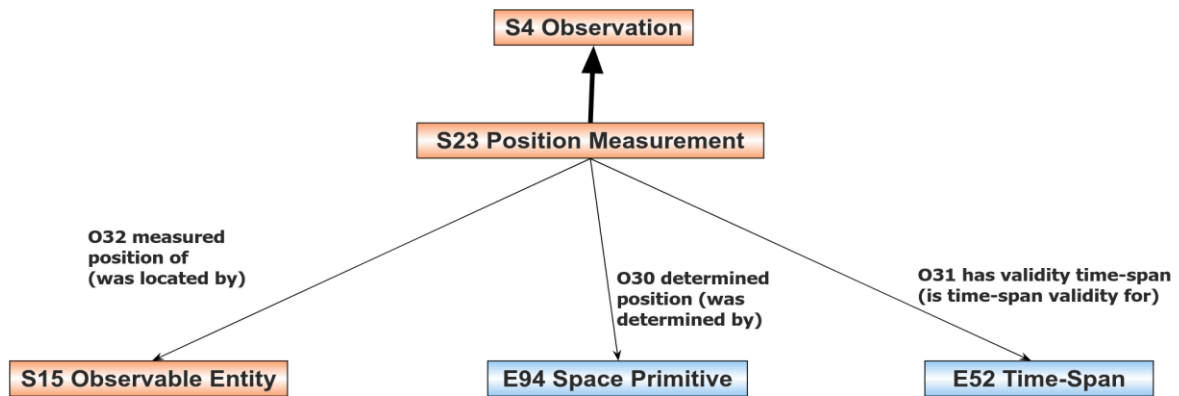 S4 Observation
S23 Position Measurement
O32 measured
position of
(was located by)
O30 determined
position (was
determined by)
O31 has validity time-span
(is time-span validity for)
S15 Observable Entity
E94 Space Primitive
E52 Time-Span